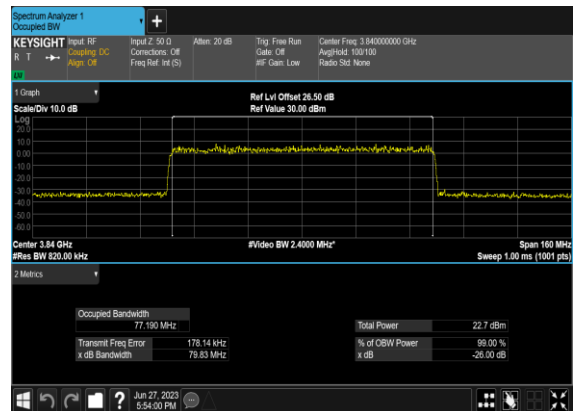 Spectrum Analyzer 1
Occupied BW
+
KEYSIGHT
R T
LW
Input: RF
Coupling: DC
Align: Off
Input Z: 50 Ω
Corrections: Off
Freq Ref: Int (S)
Atten: 20 dB
Trig: Free Run
Gate: Off
#IF Gain: Low
Center Freq: 3.840000000 GHz
Avg|Hold: 100/100
Radio Std: None
1 Graph
Scale/Div 10.0 dB
Ref Lvl Offset 26.50 dB
Ref Value 30.00 dBm
Log
20.0
10.0
0.00
-10.0
-20.0
-30.0
-40.0
-50.0
-60.0
Center 3.84 GHz
#Res BW 820.00 kHz
#Video BW 2.4000 MHz*
Span 160 MHz
Sweep 1.00 ms (1001 pts)
2 Metrics
Occupied Bandwidth
77.190 MHz
Total Power 22.7 dBm
Transmit Freq Error 178.14 kHz
% of OBW Power 99.00 %
x dB Bandwidth 79.83 MHz
x dB -26.00 dB
?
Jun 27, 2023
5:54:00 PM